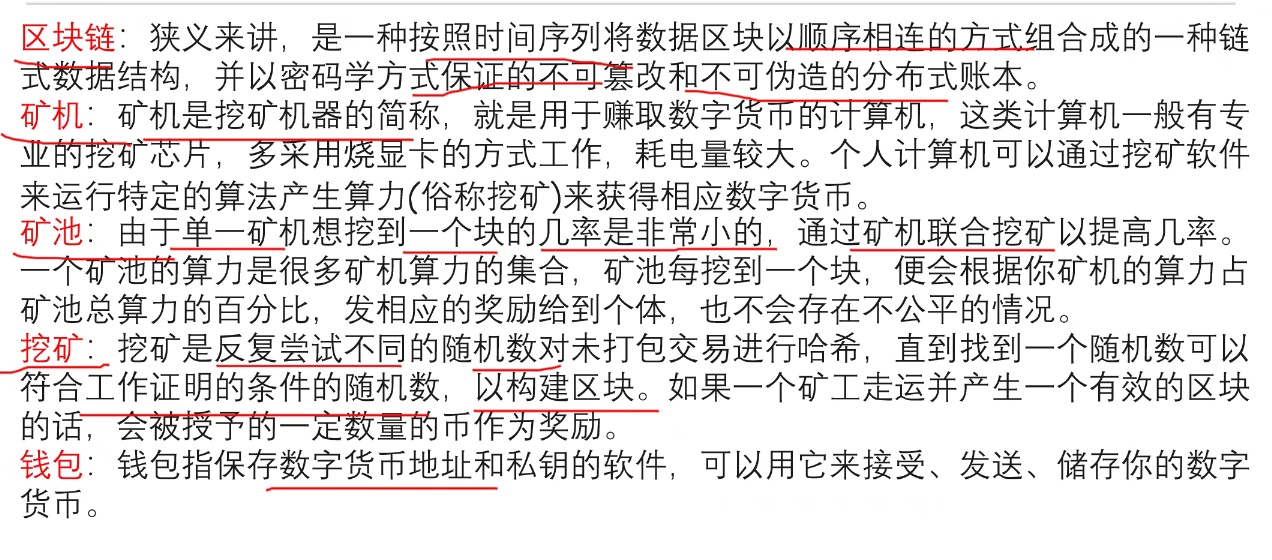 区块链：狭义来讲，是一种按照时间序列将数据区块以顺序相连的方式组合成的一种链
式数据结构，并以密码学方式保证的不可篡改和不可伪造的分布式账本。
矿机：矿机是挖矿机器的简称，就是用于赚取数字货币的计算机，这类计算机一般有专
业的挖矿芯片，多采用烧显卡的方式工作，耗电量较大。个人计算机可以通过挖矿软件
来运行特定的算法产生算力(俗称挖矿)来获得相应数字货币。
矿池：由于单一矿机想挖到一个块的几率是非常小的，通过矿机联合挖矿以提高几率。
一个矿池的算力是很多矿机算力的集合，矿池每挖到一个块，便会根据你矿机的算力占
矿池总算力的百分比，发相应的奖励给到个体，也不会存在不公平的情况。
挖矿：挖矿是反复尝试不同的随机数对未打包交易进行哈希，直到找到一个随机数可以
符合工作证明的条件的随机数，以构建区块。如果一个矿工走运并产生一个有效的区块
的话，会被授予的一定数量的币作为奖励。
钱包：钱包指保存数字货币地址和私钥的软件，可以用它来接受、发送、储存你的数字
货币。